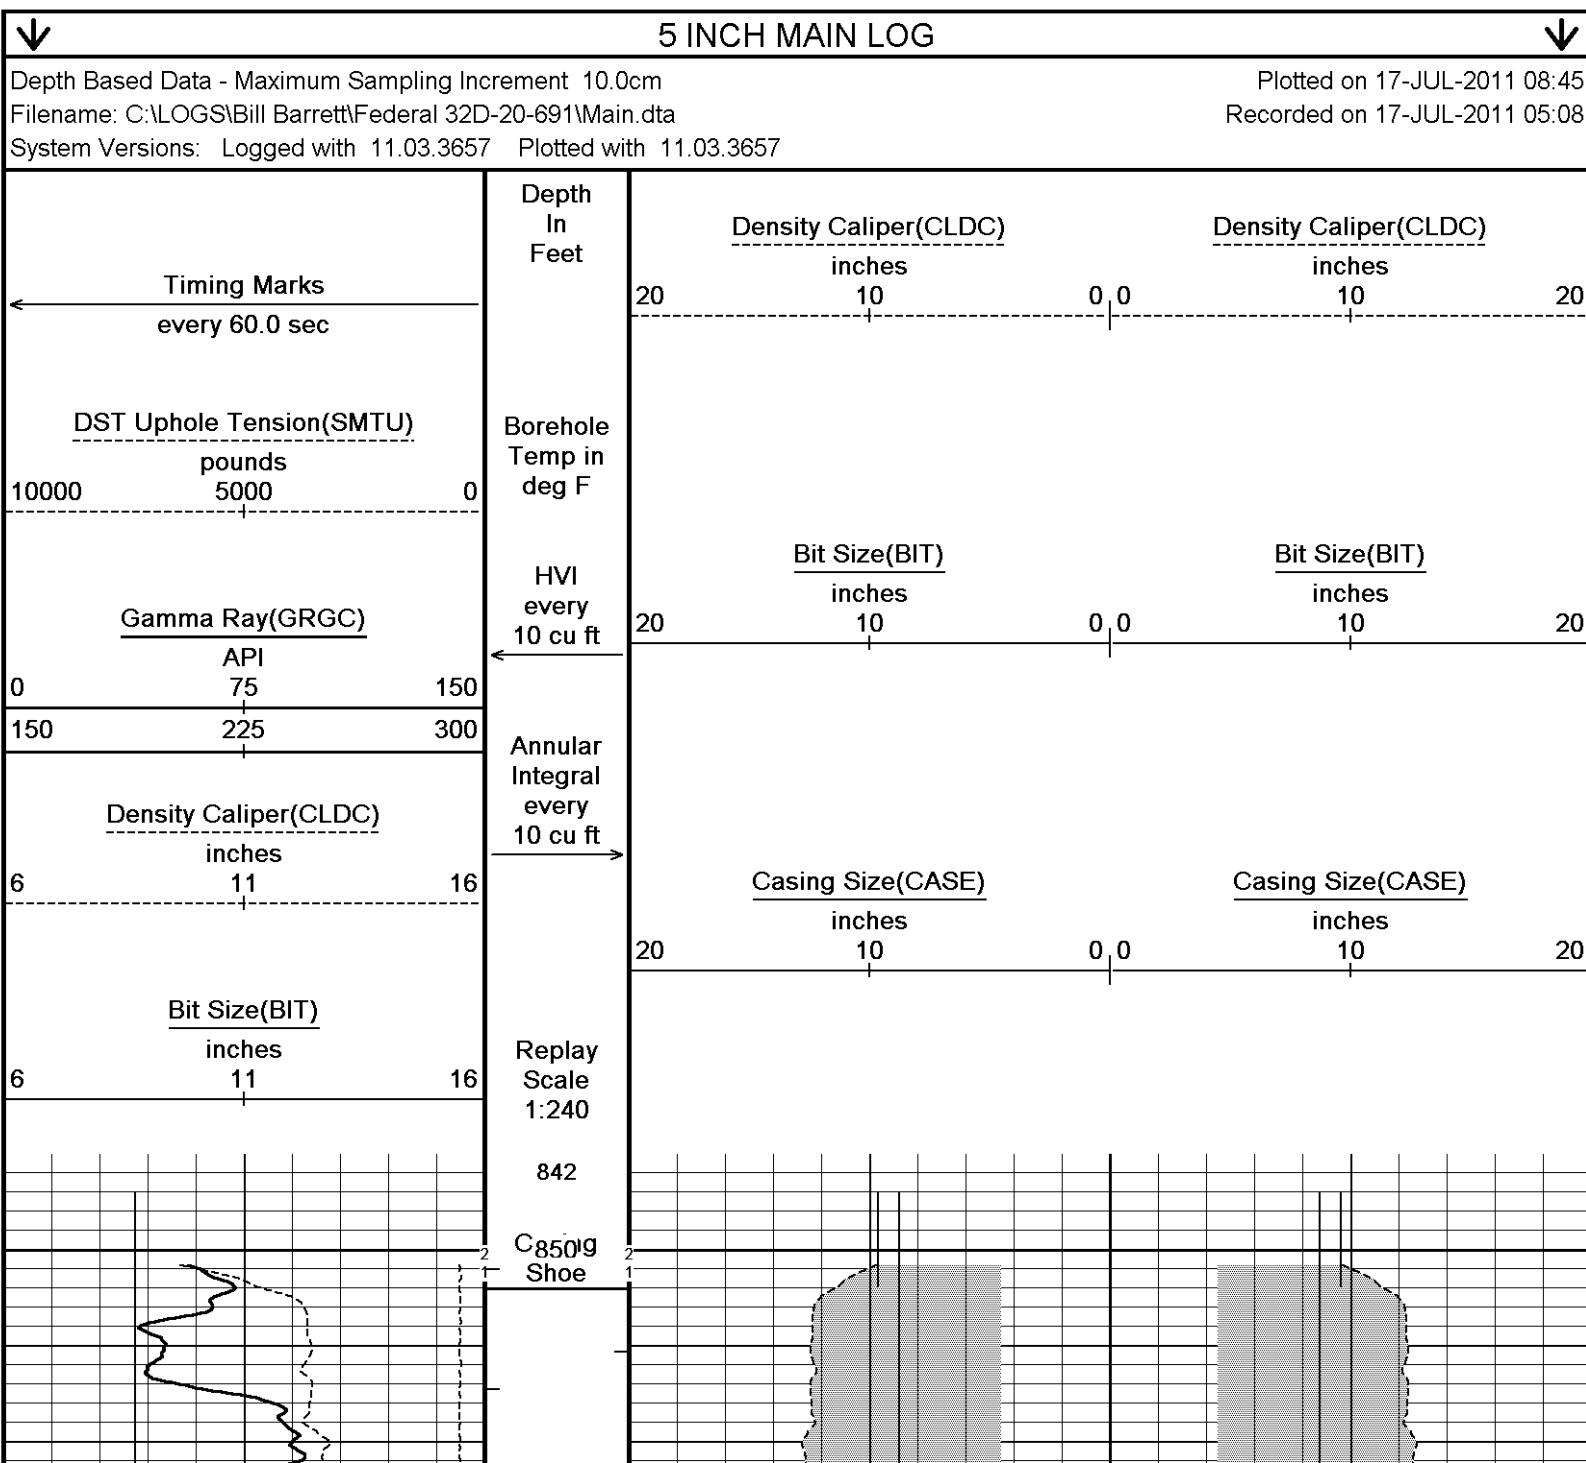 5 INCH MAIN LOG
Depth Based Data - Maximum Sampling Increment 10.0cm
Plotted on 17-JUL-2011 08:45
Filename: C:\LOGS\Bill Barrett\Federal 32D-20-691\Main.dta
Recorded on 17-JUL-2011 05:08
System Versions: Logged with 11.03.3657 Plotted with 11.03.3657
Timing Marks
every 60.0 sec
DST Uphole Tension(SMTU)
pounds
10000 5000 0
Gamma Ray(GRGC)
API
0 75 150
150 225 300
Density Caliper(CLDC)
inches
6 11 16
Bit Size(BIT)
inches
6 11 16
Depth
In
Feet
Borehole
Temp in
deg F
HVI
every
10 cu ft
Annular
Integral
every
10 cu ft
Replay
Scale
1:240
842
850
Shoe
2
1
2
1
Density Caliper(CLDC)
inches
20 10 0
Density Caliper(CLDC)
inches
0 10 20
Bit Size(BIT)
inches
20 10 0
Bit Size(BIT)
inches
0 10 20
Casing Size(CASE)
inches
20 10 0
Casing Size(CASE)
inches
0 10 20